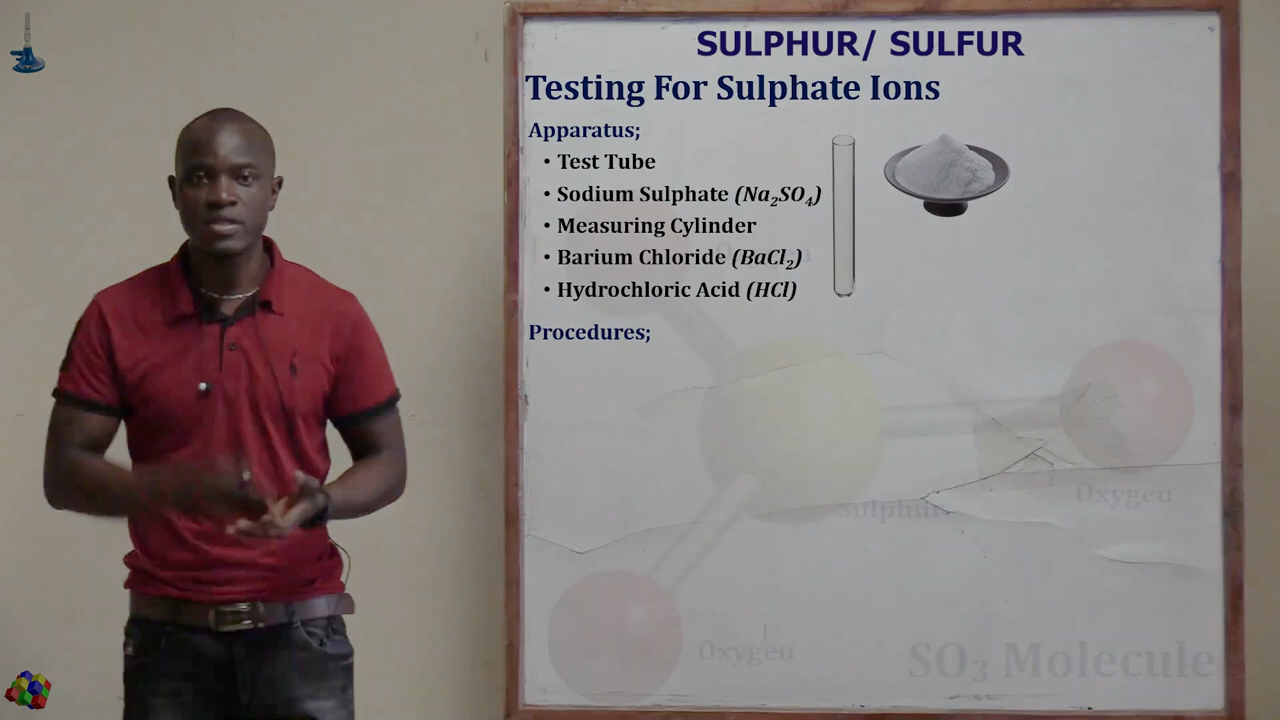 SULPHUR/ SULFUR
Testing For Sulphate Ions
Apparatus;
• Test Tube
• Sodium Sulphate (Na₂SO₄)
• Measuring Cylinder
Oxygen
• Barium Chloride (BaCl₂)
• Hydrochloric Acid (HCl)
Procedures;
Oxygen
Sulphur
Oxygen
SO₃ Molecule